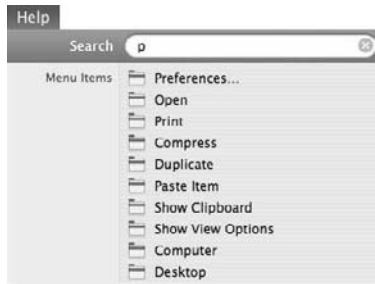 Help
Search p
Menu Items Preferences...
Open
Print
Compress
Duplicate
Paste Item
Show Clipboard
Show View Options
Computer
Desktop